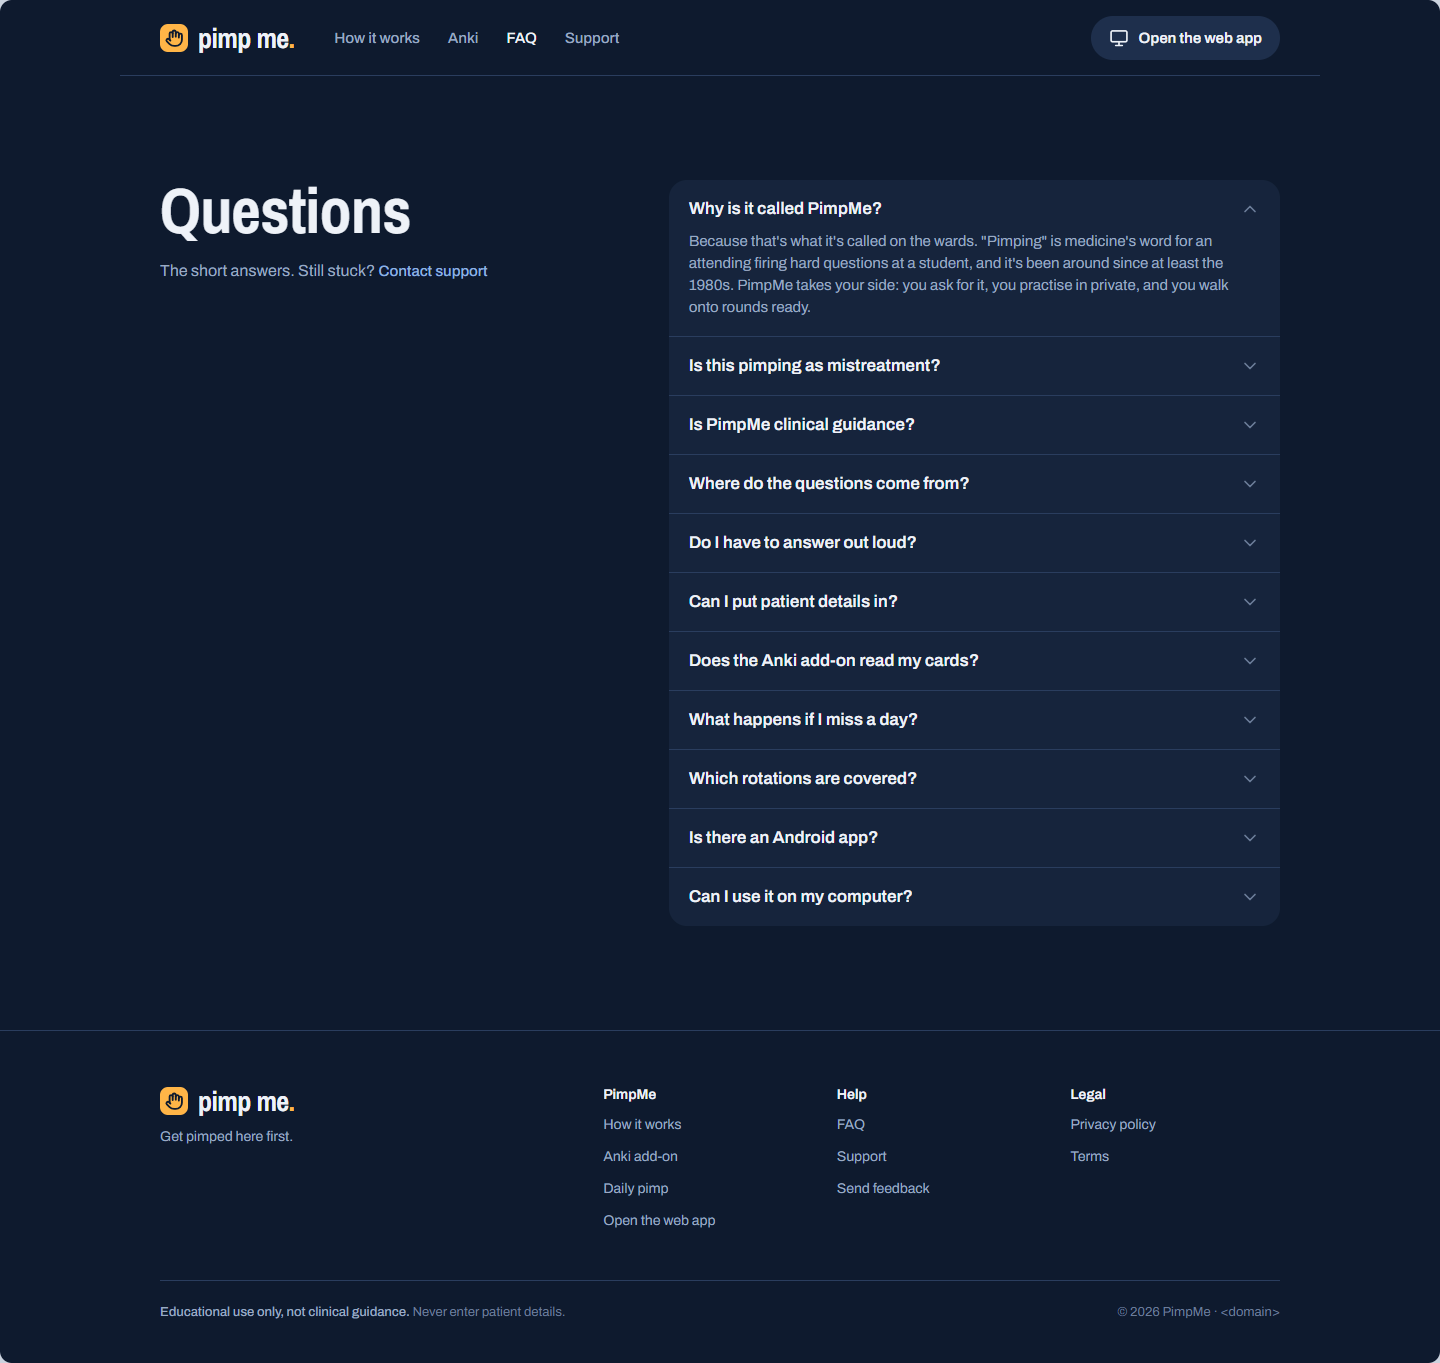 pimp me.
How it works
Anki
FAQ
Support
Open the web app
Questions
The short answers. Still stuck? Contact support
Why is it called PimpMe?
Because that's what it's called on the wards. "Pimping" is medicine's word for an
attending firing hard questions at a student, and it's been around since at least the
1980s. PimpMe takes your side: you ask for it, you practise in private, and you walk
onto rounds ready.
Is this pimping as mistreatment?
Is PimpMe clinical guidance?
Where do the questions come from?
Do I have to answer out loud?
Can I put patient details in?
Does the Anki add-on read my cards?
What happens if I miss a day?
Which rotations are covered?
Is there an Android app?
Can I use it on my computer?
pimp me.
Get pimped here first.
PimpMe
How it works
Anki add-on
Daily pimp
Open the web app
Help
FAQ
Support
Send feedback
Legal
Privacy policy
Terms
Educational use only, not clinical guidance. Never enter patient details.
© 2026 PimpMe · <domain>